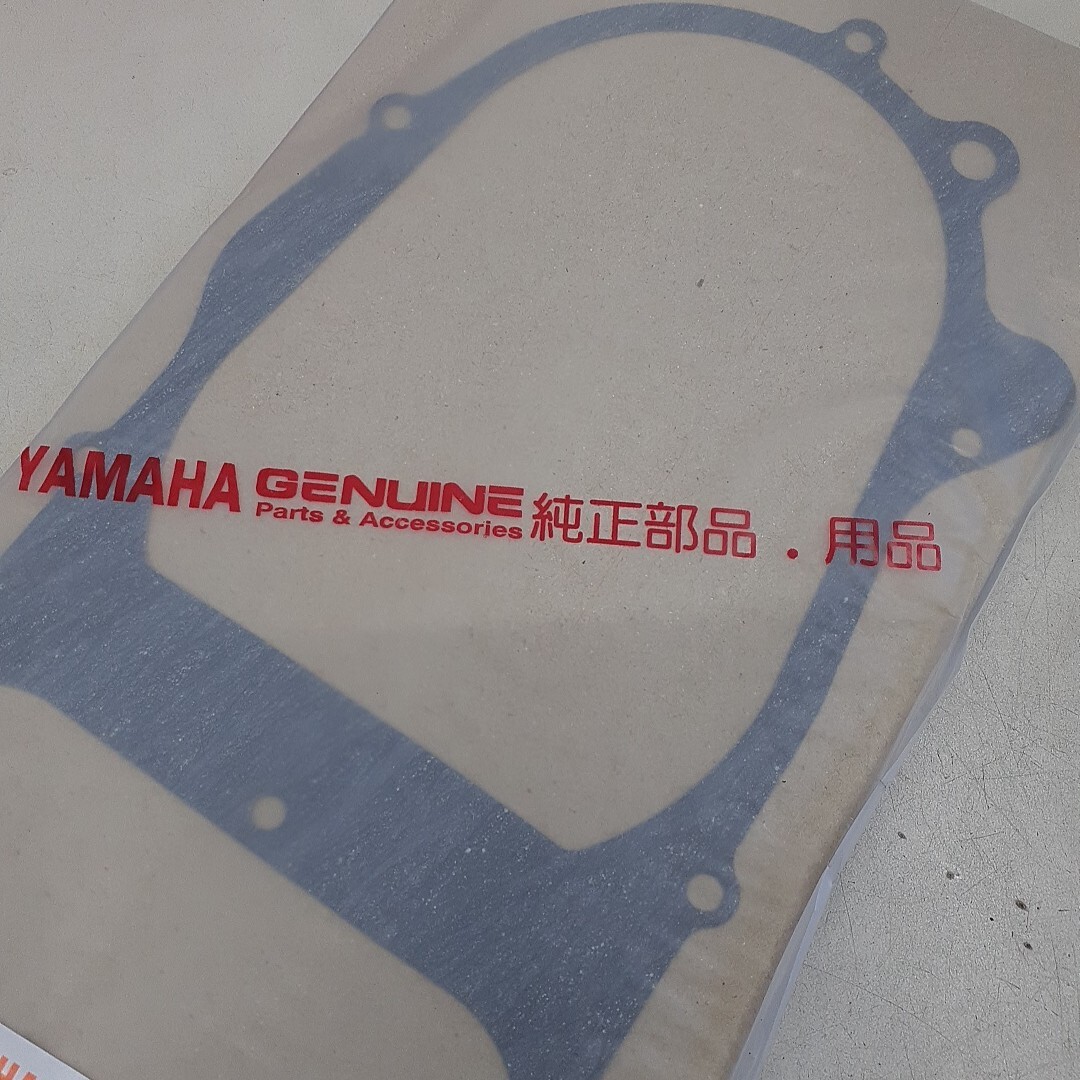 YAMAHA GENUINE 純正部品．用品
Parts & Accessories